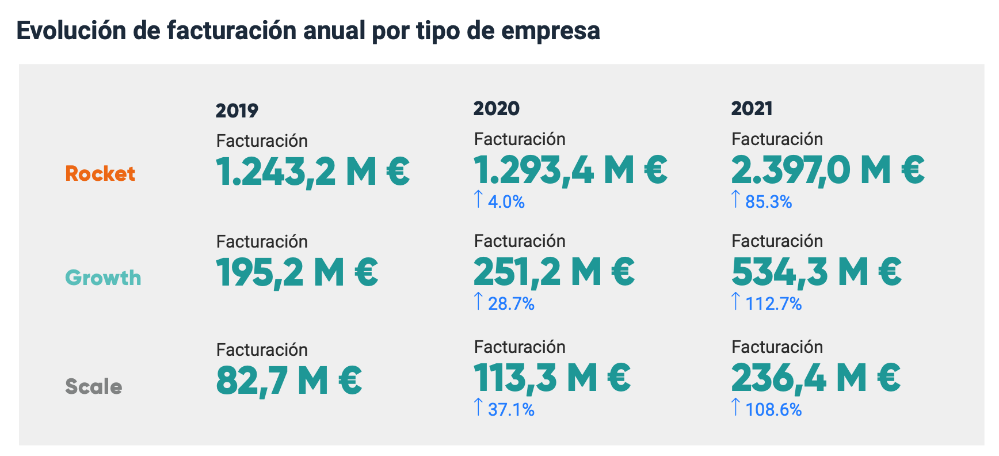 Evolución de facturación anual por tipo de empresa
2019
2020
2021
Rocket
Facturación
1.243,2 M €
Facturación
1.293,4 M €
↑ 4.0%
Facturación
2.397,0 M €
↑ 85.3%
Growth
Facturación
195,2 M €
Facturación
251,2 M €
↑ 28.7%
Facturación
534,3 M €
↑ 112.7%
Scale
Facturación
82,7 M €
Facturación
113,3 M €
↑ 37.1%
Facturación
236,4 M €
↑ 108.6%